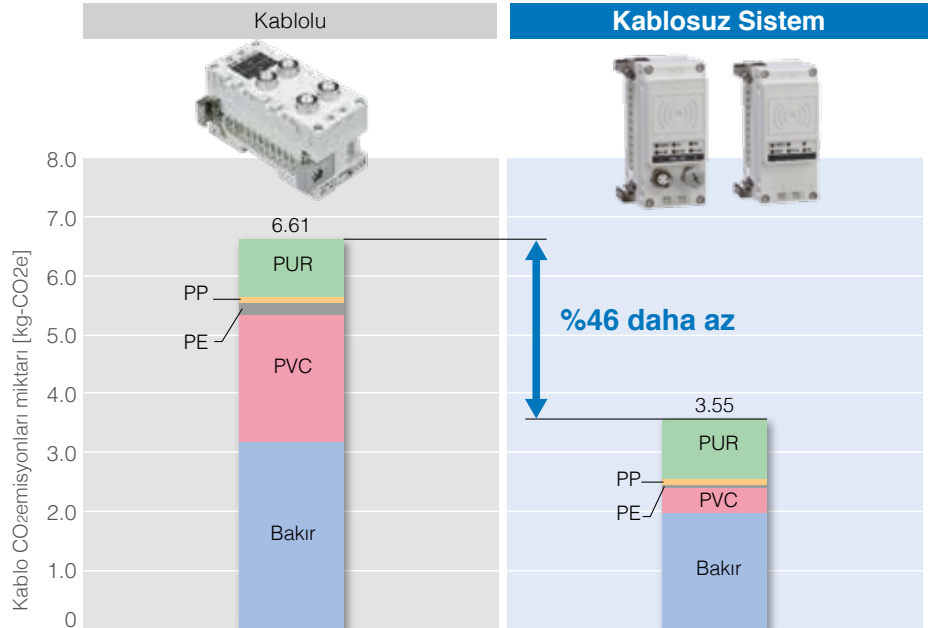 Kablolu
Kablosuz Sistem
Kablo CO2emisyonları miktarı [kg-CO2e]
8.0
7.0
6.0
5.0
4.0
3.0
2.0
1.0
0
6.61
PUR
PP
PE
PVC
Bakır
%46 daha az
3.55
PUR
PP
PE
PVC
Bakır